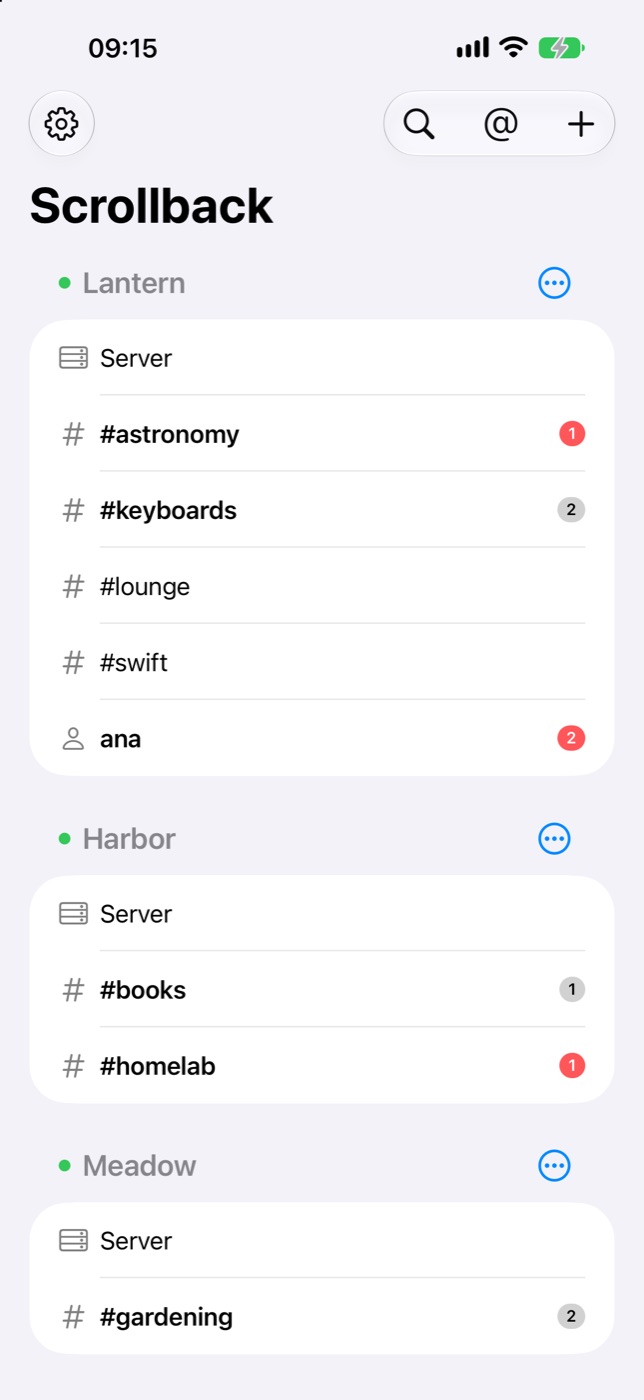 09:15
@
Scrollback
Lantern
Server
# #astronomy 1
# #keyboards 2
# #lounge
# #swift
ana 2
Harbor
Server
# #books 1
# #homelab 1
Meadow
Server
# #gardening 2